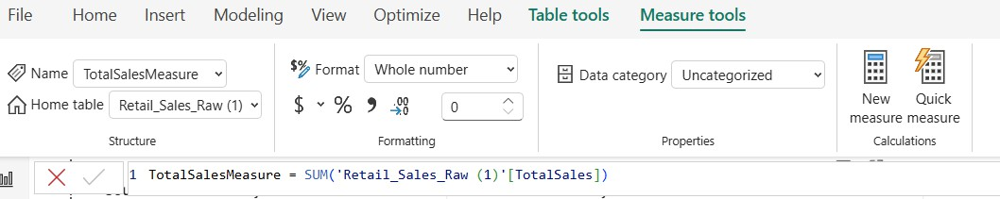 File Home Insert Modeling View Optimize Help Table tools Measure tools
Name TotalSalesMeasure
Home table Retail_Sales_Raw (1)
Structure
$% Format Whole number
$ % , .00→0 0
Formatting
Data category Uncategorized
Properties
New measure
Quick measure
Calculations
1 TotalSalesMeasure = SUM('Retail_Sales_Raw (1)'[TotalSales])